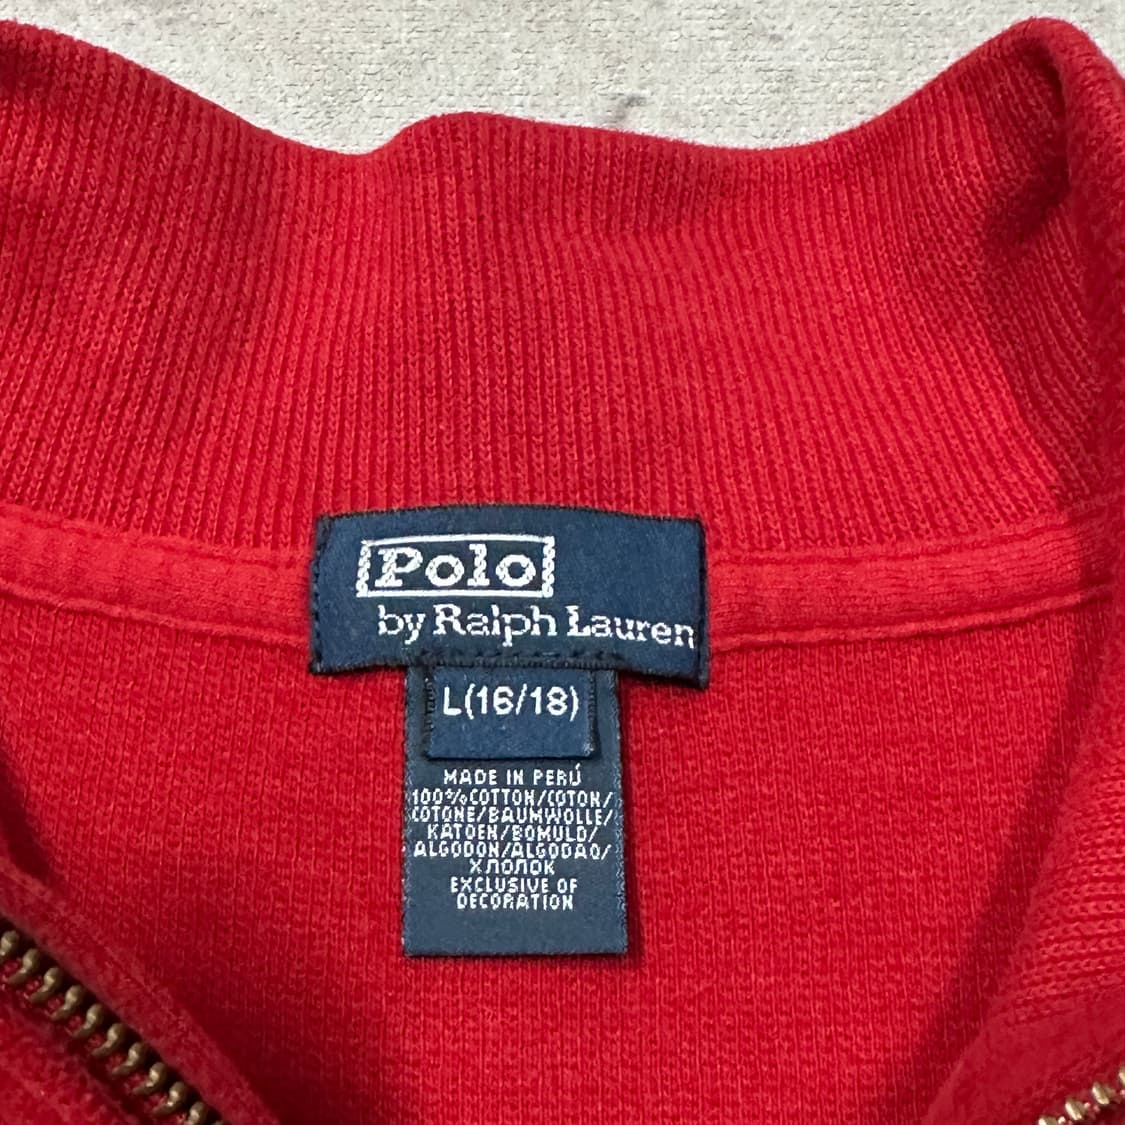 Polo
by Ralph Lauren
L(16/18)
MADE IN PERÚ
100%COTTON/COTON/
COTONE/BAUMWOLLE/
KATOEN/BOMULD/
ALGODON/ALGODAO/
ХЛОПОК
EXCLUSIVE OF
DECORATION